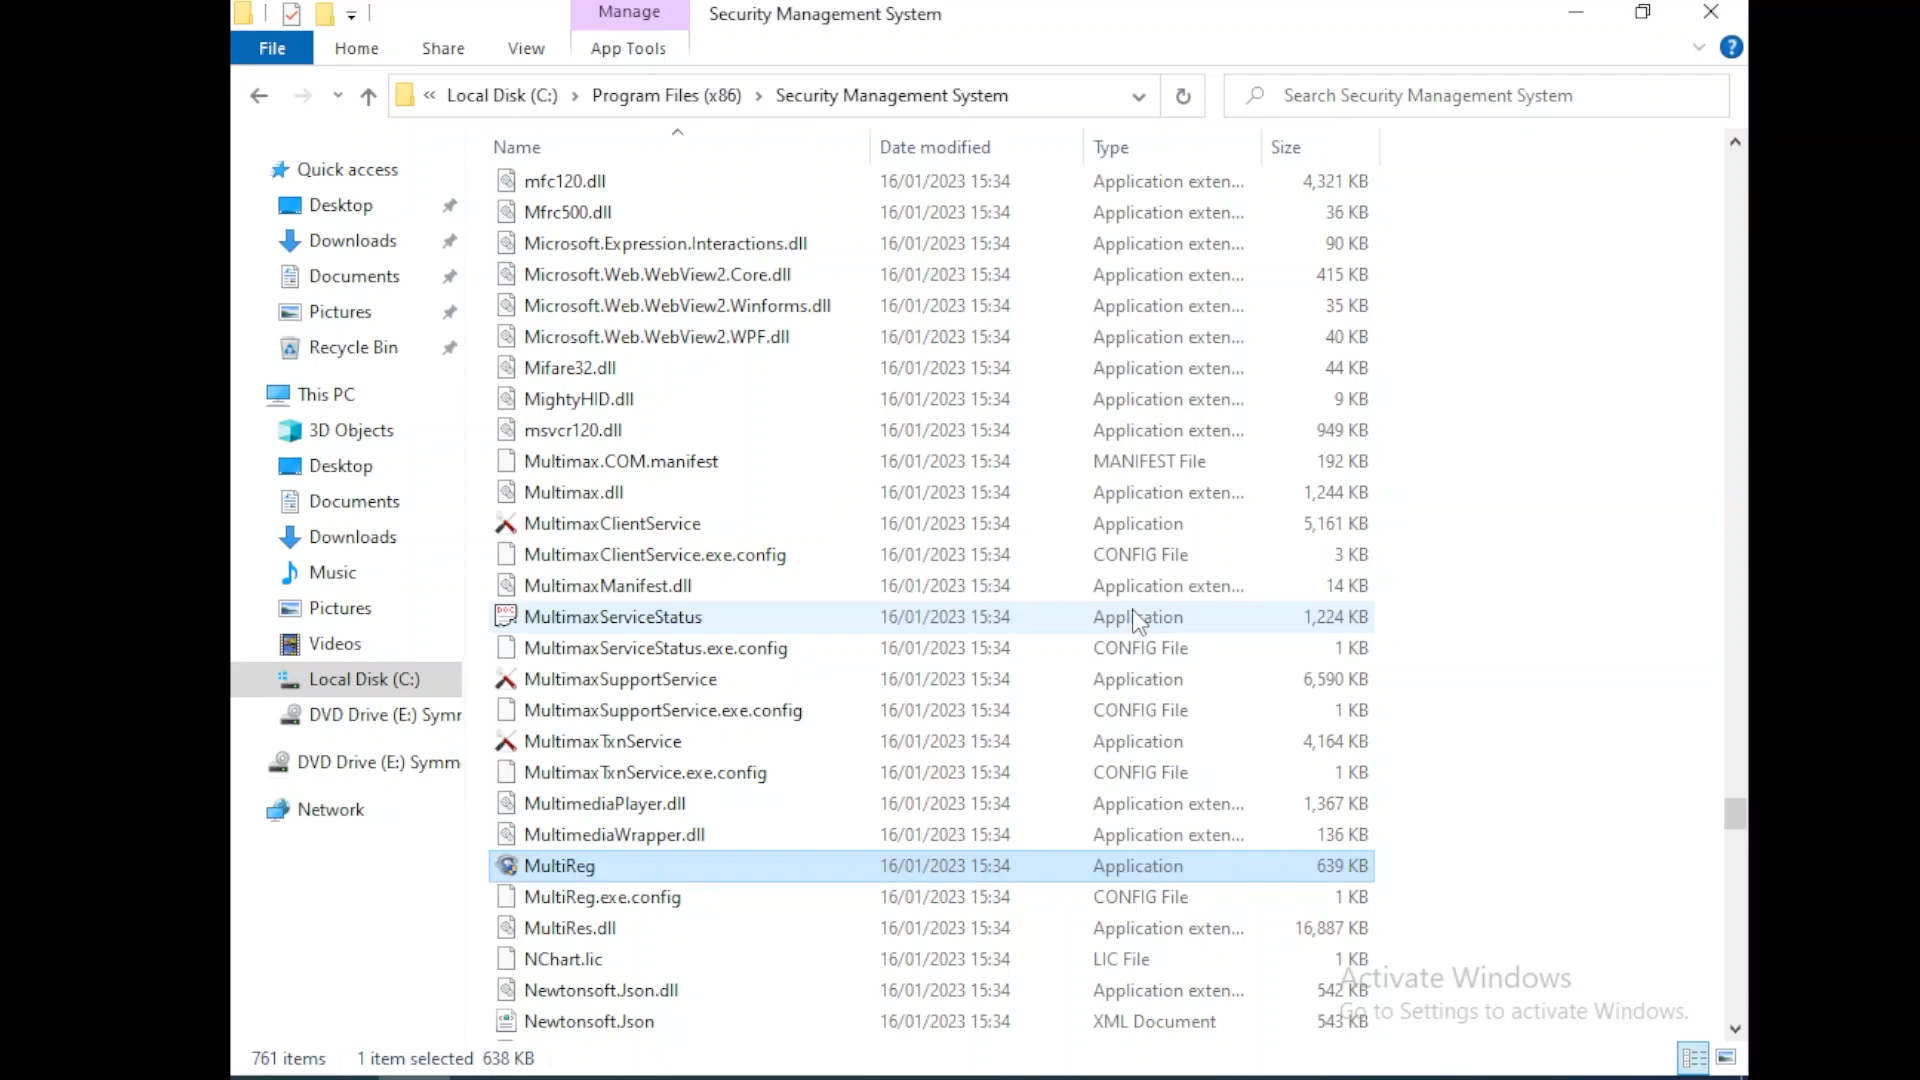 Manage Security Management System
File Home Share View App Tools
« Local Disk (C:) › Program Files (x86) › Security Management System Search Security Management System
Name Date modified Type Size
Quick access
Desktop
Downloads
Documents
Pictures
Recycle Bin
This PC
3D Objects
Desktop
Documents
Downloads
Music
Pictures
Videos
Local Disk (C:)
DVD Drive (E:) Symr
DVD Drive (E:) Symm
Network
mfc120.dll 16/01/2023 15:34 Application exten... 4,321 KB
Mfrc500.dll 16/01/2023 15:34 Application exten... 36 KB
Microsoft.Expression.Interactions.dll 16/01/2023 15:34 Application exten... 90 KB
Microsoft.Web.WebView2.Core.dll 16/01/2023 15:34 Application exten... 415 KB
Microsoft.Web.WebView2.Winforms.dll 16/01/2023 15:34 Application exten... 35 KB
Microsoft.Web.WebView2.WPF.dll 16/01/2023 15:34 Application exten... 40 KB
Mifare32.dll 16/01/2023 15:34 Application exten... 44 KB
MightyHID.dll 16/01/2023 15:34 Application exten... 9 KB
msvcr120.dll 16/01/2023 15:34 Application exten... 949 KB
Multimax.COM.manifest 16/01/2023 15:34 MANIFEST File 192 KB
Multimax.dll 16/01/2023 15:34 Application exten... 1,244 KB
MultimaxClientService 16/01/2023 15:34 Application 5,161 KB
MultimaxClientService.exe.config 16/01/2023 15:34 CONFIG File 3 KB
MultimaxManifest.dll 16/01/2023 15:34 Application exten... 14 KB
MultimaxServiceStatus 16/01/2023 15:34 Application 1,224 KB
MultimaxServiceStatus.exe.config 16/01/2023 15:34 CONFIG File 1 KB
MultimaxSupportService 16/01/2023 15:34 Application 6,590 KB
MultimaxSupportService.exe.config 16/01/2023 15:34 CONFIG File 1 KB
MultimaxTxnService 16/01/2023 15:34 Application 4,164 KB
MultimaxTxnService.exe.config 16/01/2023 15:34 CONFIG File 1 KB
MultimediaPlayer.dll 16/01/2023 15:34 Application exten... 1,367 KB
MultimediaWrapper.dll 16/01/2023 15:34 Application exten... 136 KB
MultiReg 16/01/2023 15:34 Application 639 KB
MultiReg.exe.config 16/01/2023 15:34 CONFIG File 1 KB
MultiRes.dll 16/01/2023 15:34 Application exten... 16,887 KB
NChart.lic 16/01/2023 15:34 LIC File 1 KB
Newtonsoft.Json.dll 16/01/2023 15:34 Application exten... 542 KB
Newtonsoft.Json 16/01/2023 15:34 XML Document 543 KB
Activate Windows
Go to Settings to activate Windows.
761 items 1 item selected 638 KB